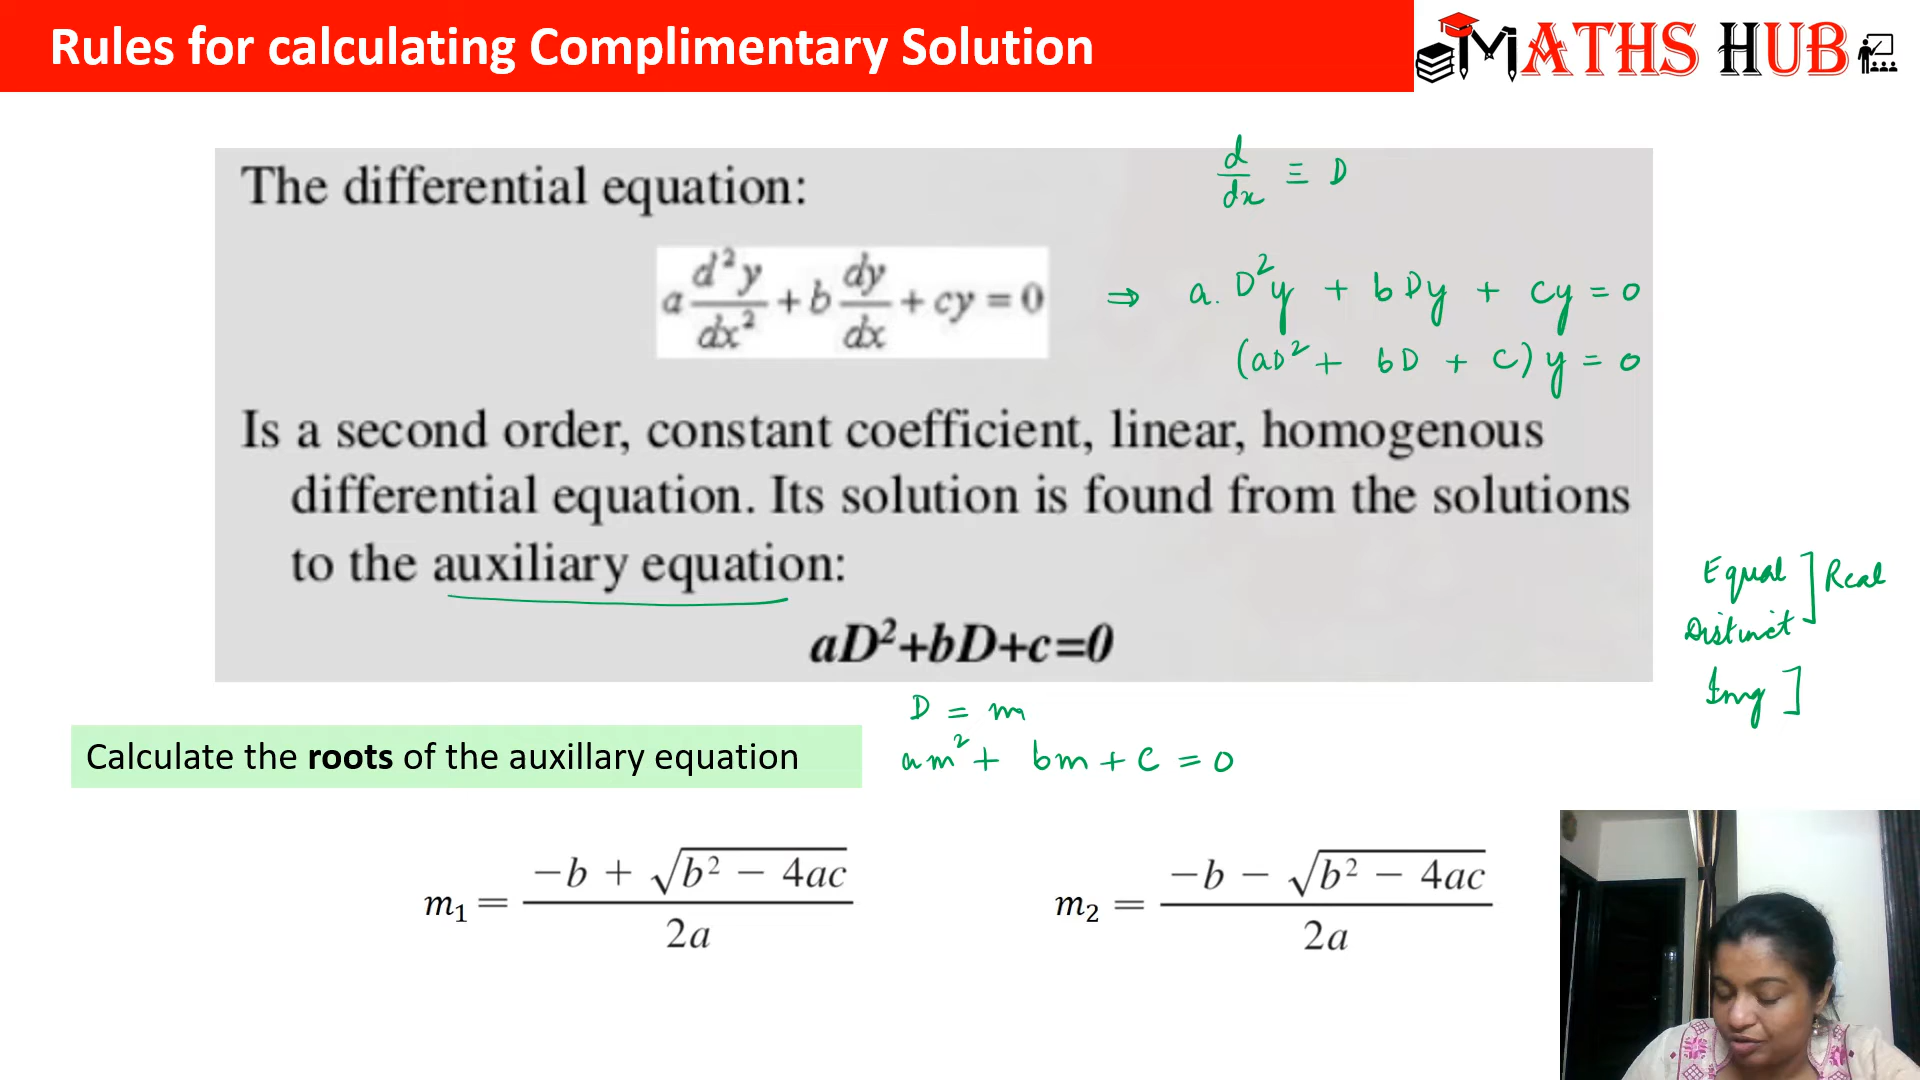 Rules for calculating Complimentary Solution
MATHS HUB
The differential equation:
d/dx ≡ D
a d²y/dx² + b dy/dx + cy = 0
⇒ a. D²y + bDy + cy = 0
(aD² + bD + c)y = 0
Is a second order, constant coefficient, linear, homogenous
differential equation. Its solution is found from the solutions
to the auxiliary equation:
aD²+bD+c=0
Equal ] Real
Distinct
Img ]
D = m
Calculate the roots of the auxillary equation
am² + bm + c = 0
m₁ = (−b + √(b² − 4ac)) / 2a
m₂ = (−b − √(b² − 4ac)) / 2a